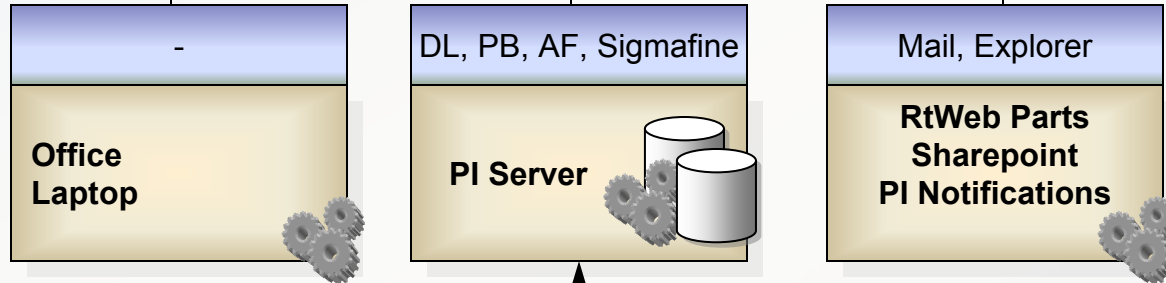 -
DL, PB, AF, Sigmafine
Mail, Explorer
Office
Laptop
PI Server
RtWeb Parts
Sharepoint
PI Notifications